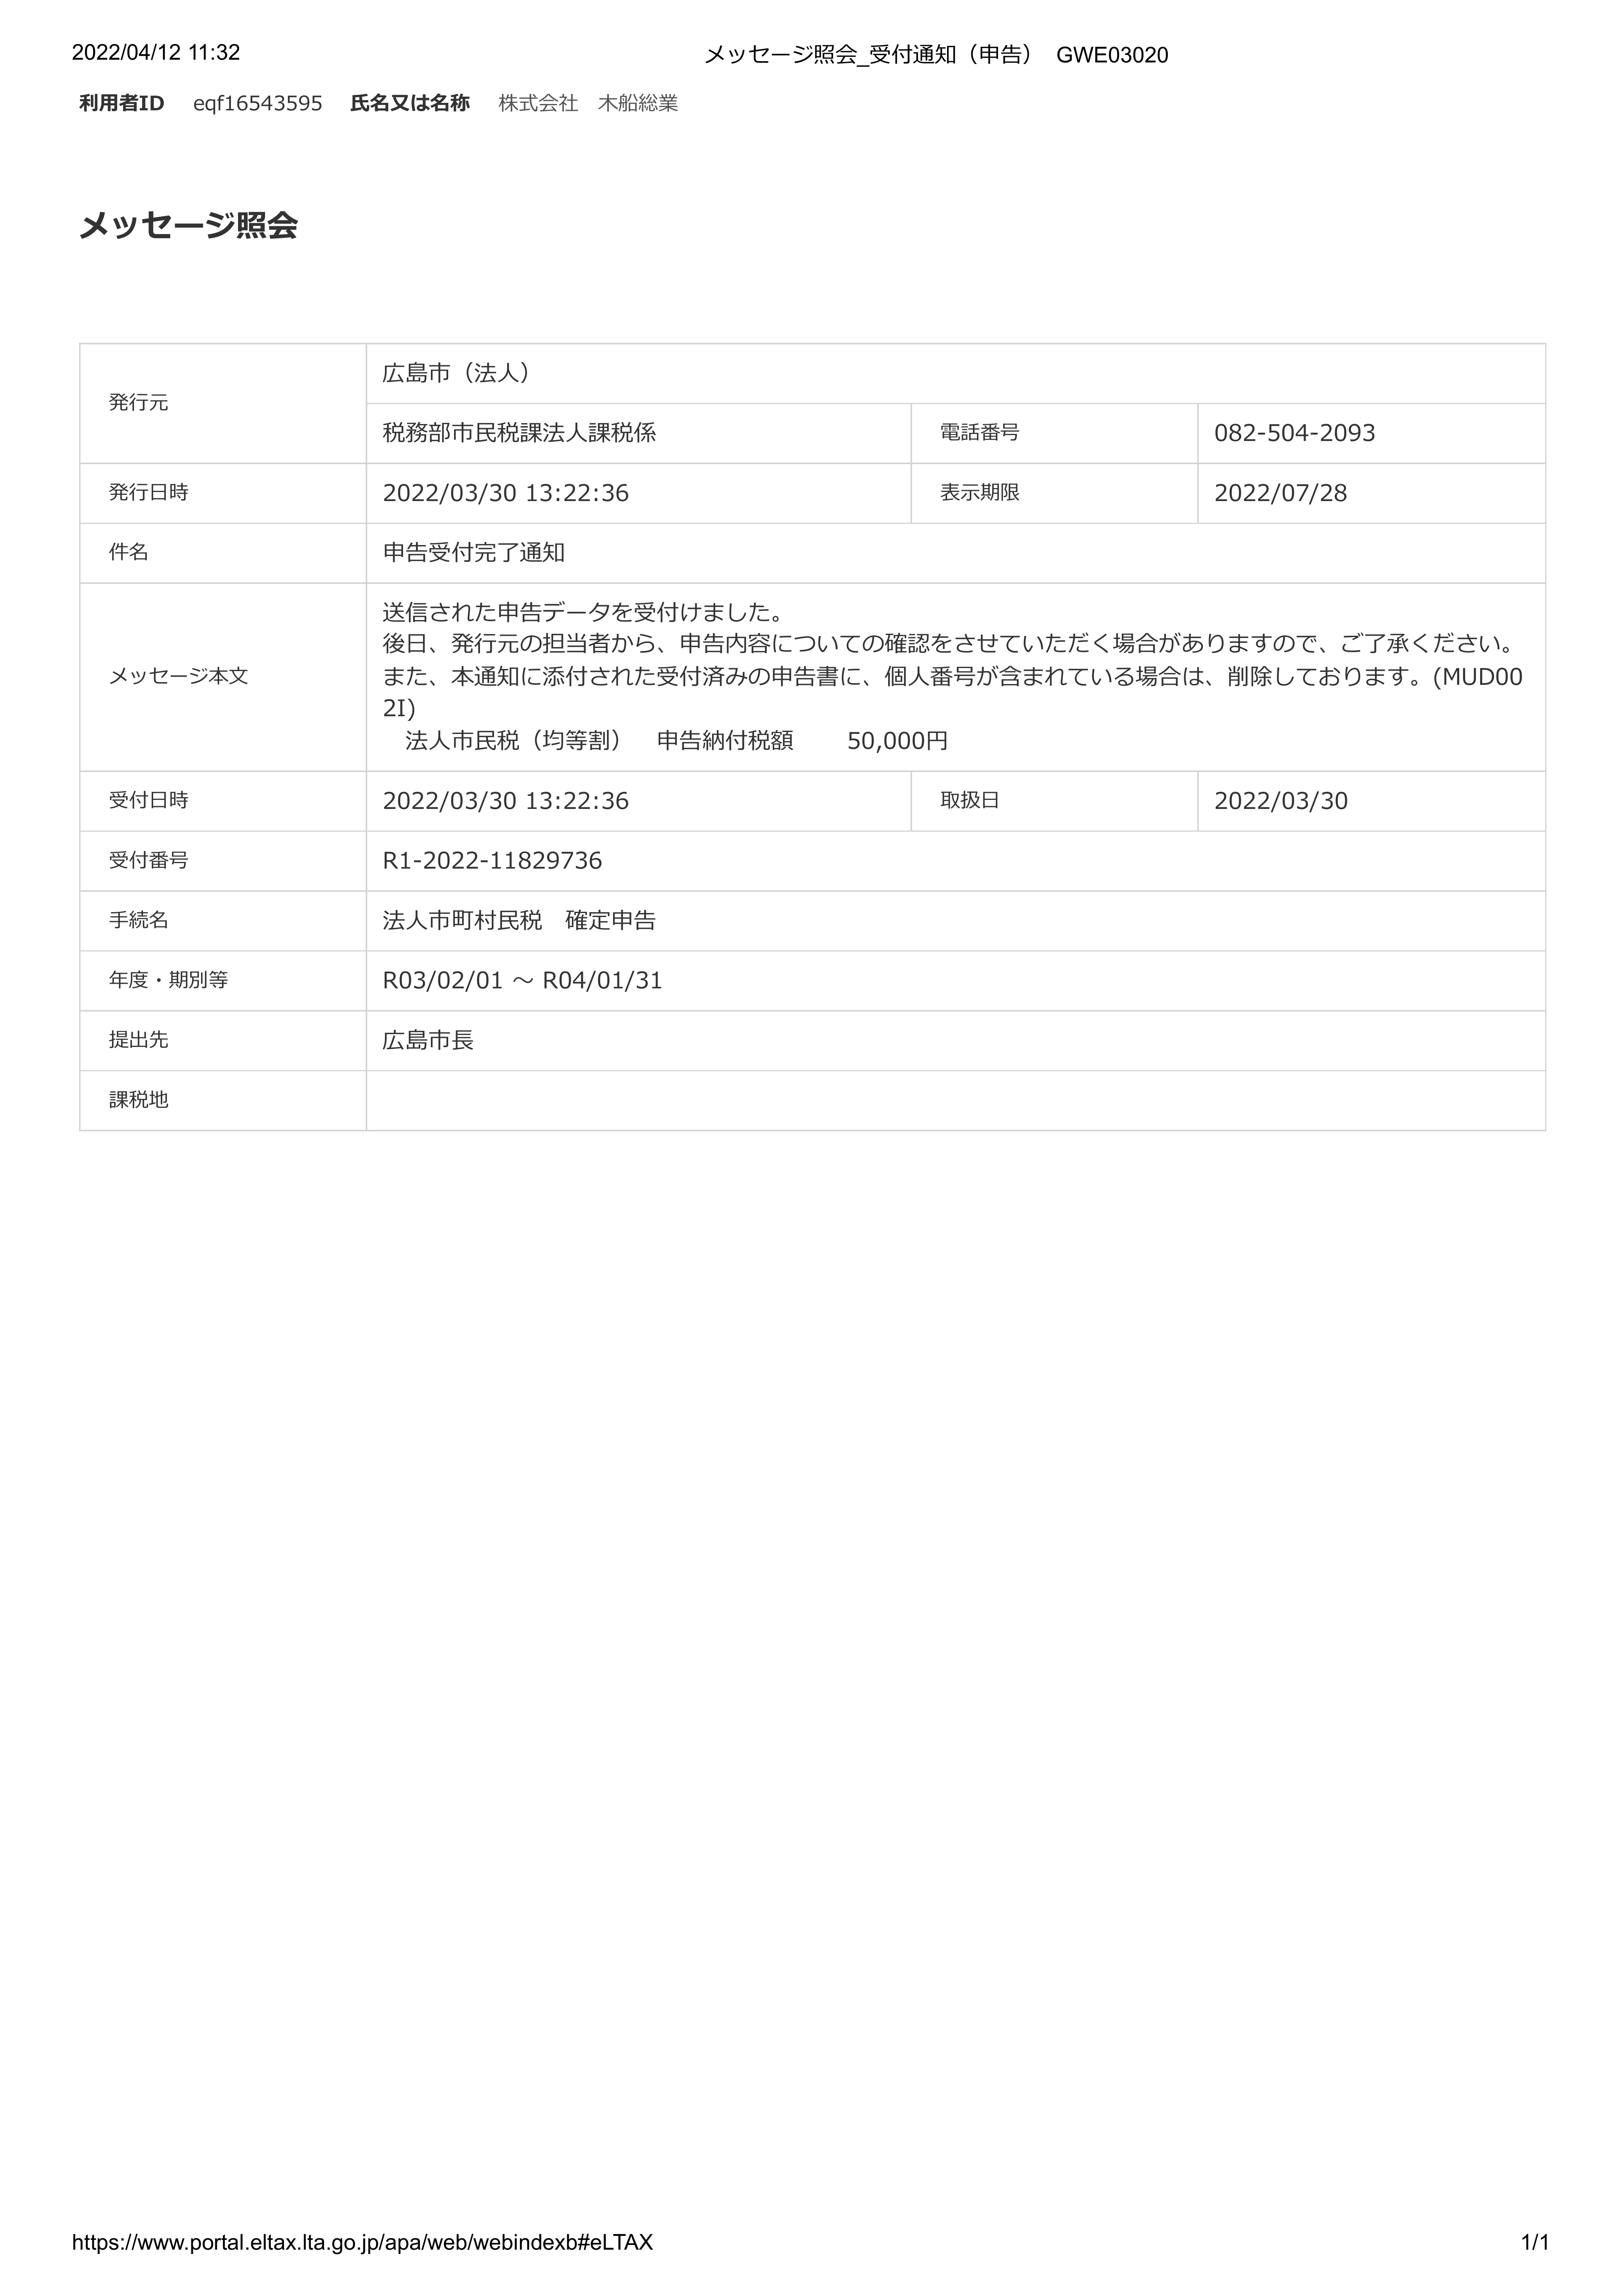 2022/04/12 11:32 メッセージ照会_受付通知（申告） GWE03020
利用者ID eqf16543595 氏名又は名称 株式会社　木船総業
メッセージ照会
発行元 広島市（法人）
税務部市民税課法人課税係 電話番号 082-504-2093
発行日時 2022/03/30 13:22:36 表示期限 2022/07/28
件名 申告受付完了通知
メッセージ本文 送信された申告データを受付けました。
後日、発行元の担当者から、申告内容についての確認をさせていただく場合がありますので、ご了承ください。
また、本通知に添付された受付済みの申告書に、個人番号が含まれている場合は、削除しております。(MUD00
2I)
法人市民税（均等割）　申告納付税額　　50,000円
受付日時 2022/03/30 13:22:36 取扱日 2022/03/30
受付番号 R1-2022-11829736
手続名 法人市町村民税　確定申告
年度・期別等 R03/02/01 ～ R04/01/31
提出先 広島市長
課税地
https://www.portal.eltax.lta.go.jp/apa/web/webindexb#eLTAX 1/1